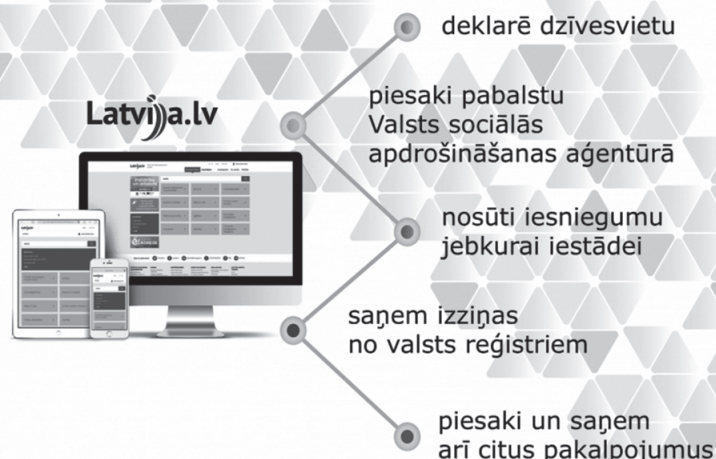 deklarē dzīvesvietu
Latvija.lv
piesaki pabalstu
Valsts sociālās
apdrošināšanas aģentūrā
nosūti iesniegumu
jebkurai iestādei
saņem izziņas
no valsts reģistriem
piesaki un saņem
arī citus pakalpojumus